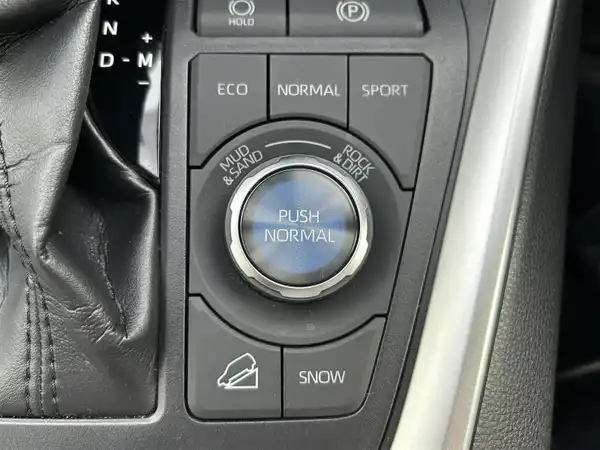 R
N
D - M
+
−
HOLD
(P)
ECO
NORMAL
SPORT
MUD
& SAND
ROCK
& DIRT
PUSH
NORMAL
SNOW